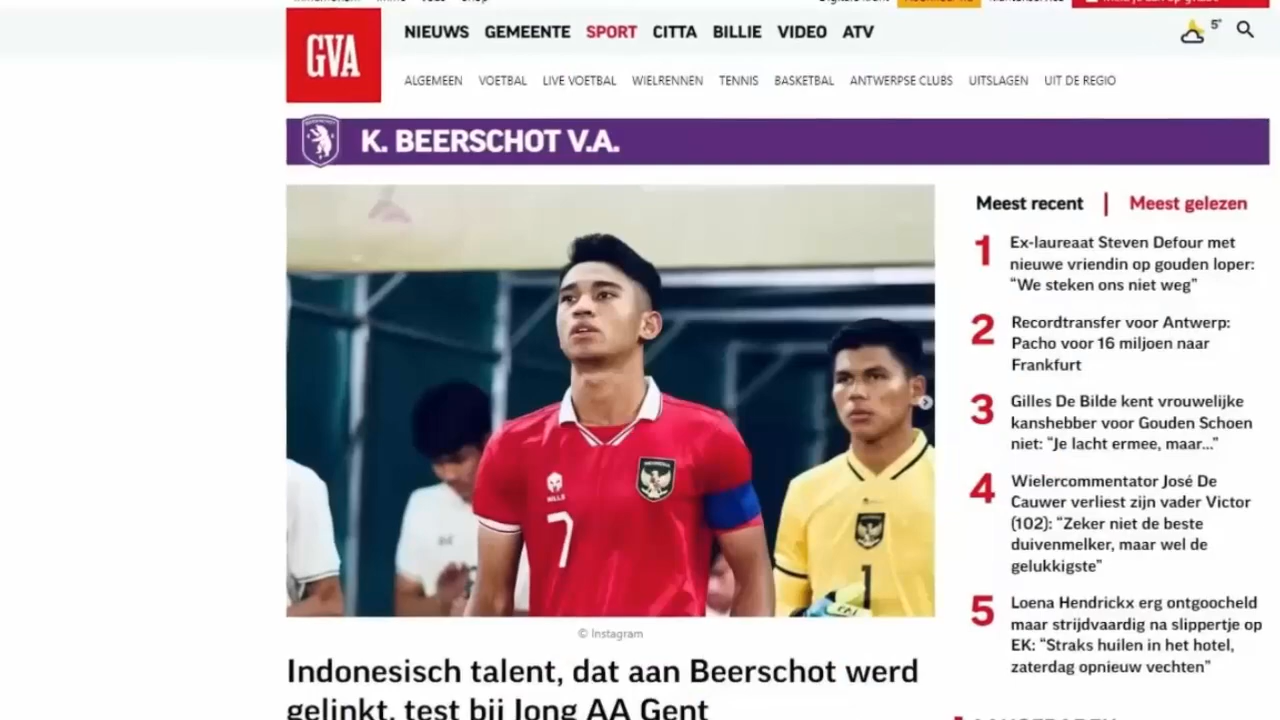 GVA
NIEUWS GEMEENTE SPORT CITTA BILLIE VIDEO ATV
5°
ALGEMEEN VOETBAL LIVE VOETBAL WIELRENNEN TENNIS BASKETBAL ANTWERPSE CLUBS UITSLAGEN UIT DE REGIO
K. BEERSCHOT V.A.
7
1
© Instagram
Indonesisch talent, dat aan Beerschot werd
gelinkt, test bij Jong AA Gent
Meest recent | Meest gelezen
1 Ex-laureaat Steven Defour met
nieuwe vriendin op gouden loper:
“We steken ons niet weg”
2 Recordtransfer voor Antwerp:
Pacho voor 16 miljoen naar
Frankfurt
3 Gilles De Bilde kent vrouwelijke
kanshebber voor Gouden Schoen
niet: “Je lacht ermee, maar...”
4 Wielercommentator José De
Cauwer verliest zijn vader Victor
(102): “Zeker niet de beste
duivenmelker, maar wel de
gelukkigste”
5 Loena Hendrickx erg ontgoocheld
maar strijdvaardig na slippertje op
EK: “Straks huilen in het hotel,
zaterdag opnieuw vechten”